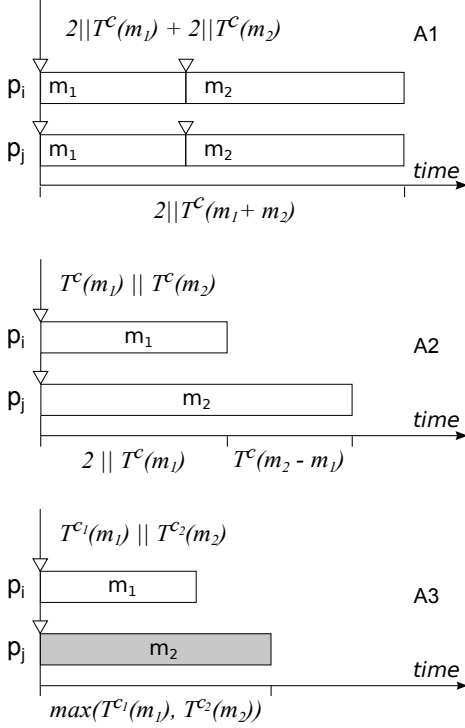 2||T^c(m₁) + 2||T^c(m₂) A1
pᵢ m₁ m₂
pⱼ m₁ m₂
time
2||T^c(m₁ + m₂)
T^c(m₁) || T^c(m₂)
pᵢ m₁ A2
pⱼ m₂
time
2 || T^c(m₁) T^c(m₂ - m₁)
T^c₁(m₁) || T^c₂(m₂)
pᵢ m₁ A3
pⱼ m₂
time
max(T^c₁(m₁), T^c₂(m₂))